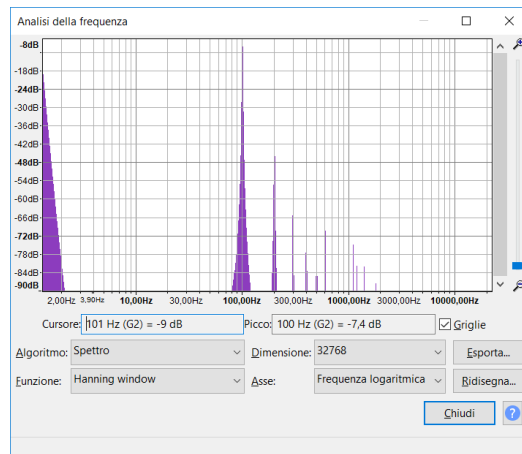 Analisi della frequenza
-8dB
-18dB
-24dB
-30dB
-36dB
-42dB
-48dB
-54dB
-60dB
-66dB
-72dB
-78dB
-84dB
-90dB
2,00Hz 3,90Hz 10,00Hz 30,00Hz 100,00Hz 300,00Hz 1000,00Hz 3000,00Hz 10000,00Hz
Cursore: 101 Hz (G2) = -9 dB Picco: 100 Hz (G2) = -7,4 dB Griglie
Algoritmo: Spettro Dimensione: 32768 Esporta...
Funzione: Hanning window Asse: Frequenza logaritmica Ridisegna...
Chiudi ?